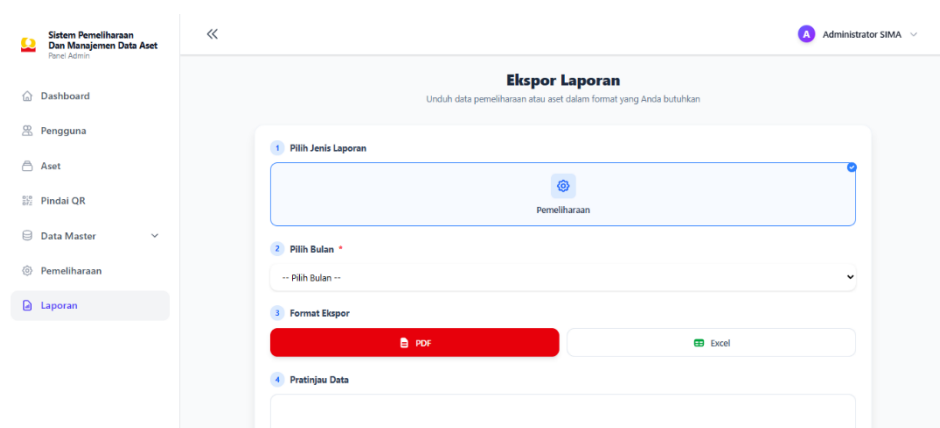 Sistem Pemeliharaan
Dan Manajemen Data Aset
Panel Admin
A
Administrator SIMA
Dashboard
Pengguna
Aset
Pindai QR
Data Master
Pemeliharaan
Laporan
Ekspor Laporan
Unduh data pemeliharaan atau aset dalam format yang Anda butuhkan
1 Pilih Jenis Laporan
Pemeliharaan
2 Pilih Bulan *
-- Pilih Bulan --
3 Format Ekspor
PDF
Excel
4 Pratinjau Data